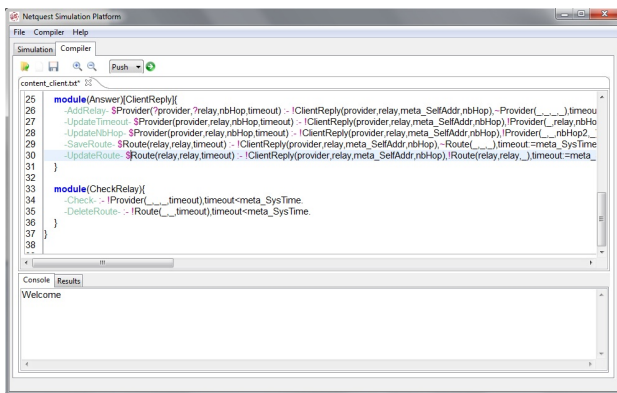 Netquest Simulation Platform
File Compiler Help
Simulation Compiler
Push
content_client.txt*
25 module(Answer)[ClientReply]{
26 -AddRelay- $Provider(?provider,?relay,nbHop,timeout) :- !ClientReply(provider,relay,meta_SelfAddr,nbHop),~Provider(_,_,_,_),timeou
27 -UpdateTimeout- $Provider(provider,relay,nbHop,timeout) :- !ClientReply(provider,relay,meta_SelfAddr,nbHop),!Provider(_,relay,nbHo
28 -UpdateNbHop- $Provider(provider,relay,nbHop,timeout) :- !ClientReply(provider,relay,meta_SelfAddr,nbHop),!Provider(_,_,nbHop2,_
29 -SaveRoute- $Route(relay,relay,timeout) :- !ClientReply(provider,relay,meta_SelfAddr,nbHop),~Route(_,_,_),timeout:=meta_SysTime
30 -UpdateRoute- $Route(relay,relay,timeout) :- !ClientReply(provider,relay,meta_SelfAddr,nbHop),!Route(relay,relay,_),timeout:=meta_
31 }
32
33 module(CheckRelay){
34 -Check- :- !Provider(_,_,_,timeout),timeout<meta_SysTime.
35 -DeleteRoute- :- !Route(_,_,timeout),timeout<meta_SysTime.
36 }
37 }
38
Console Results
Welcome